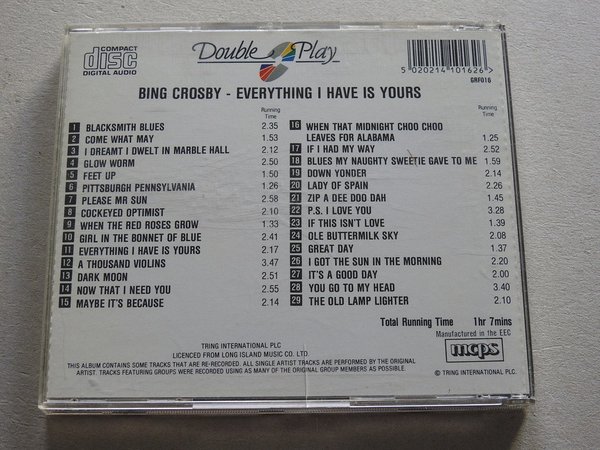 COMPACT
disc
DIGITAL AUDIO
Double Play
5 020214 101626
GRF016
BING CROSBY - EVERYTHING I HAVE IS YOURS
Running
Time
1 BLACKSMITH BLUES 2.35
2 COME WHAT MAY 1.53
3 I DREAMT I DWELT IN MARBLE HALL 2.12
4 GLOW WORM 2.50
5 FEET UP 1.50
6 PITTSBURGH PENNSYLVANIA 1.26
7 PLEASE MR SUN 2.58
8 COCKEYED OPTIMIST 2.10
9 WHEN THE RED ROSES GROW 1.33
10 GIRL IN THE BONNET OF BLUE 2.41
11 EVERYTHING I HAVE IS YOURS 2.17
12 A THOUSAND VIOLINS 3.47
13 DARK MOON 2.51
14 NOW THAT I NEED YOU 2.55
15 MAYBE IT'S BECAUSE 2.14
Running
Time
16 WHEN THAT MIDNIGHT CHOO CHOO
LEAVES FOR ALABAMA 1.25
17 IF I HAD MY WAY 2.52
18 BLUES MY NAUGHTY SWEETIE GAVE TO ME 1.59
19 DOWN YONDER 2.14
20 LADY OF SPAIN 2.26
21 ZIP A DEE DOO DAH 1.45
22 P.S. I LOVE YOU 3.28
23 IF THIS ISN'T LOVE 1.39
24 OLE BUTTERMILK SKY 2.08
25 GREAT DAY 1.37
26 I GOT THE SUN IN THE MORNING 2.20
27 IT'S A GOOD DAY 2.00
28 YOU GO TO MY HEAD 3.40
29 THE OLD LAMP LIGHTER 2.10
Total Running Time 1hr 7mins
Manufactured in the EEC
mcps
© TRING INTERNATIONAL PLC.
TRING INTERNATIONAL PLC
LICENCED FROM LONG ISLAND MUSIC CO. LTD
THIS ALBUM CONTAINS SOME TRACKS THAT ARE RE-RECORDED. ALL SINGLE ARTIST TRACKS ARE PERFORMED BY THE ORIGINAL
ARTIST. TRACKS FEATURING GROUPS WERE RECORDED USING AS MANY OF THE ORIGINAL GROUP MEMBERS AS POSSIBLE.